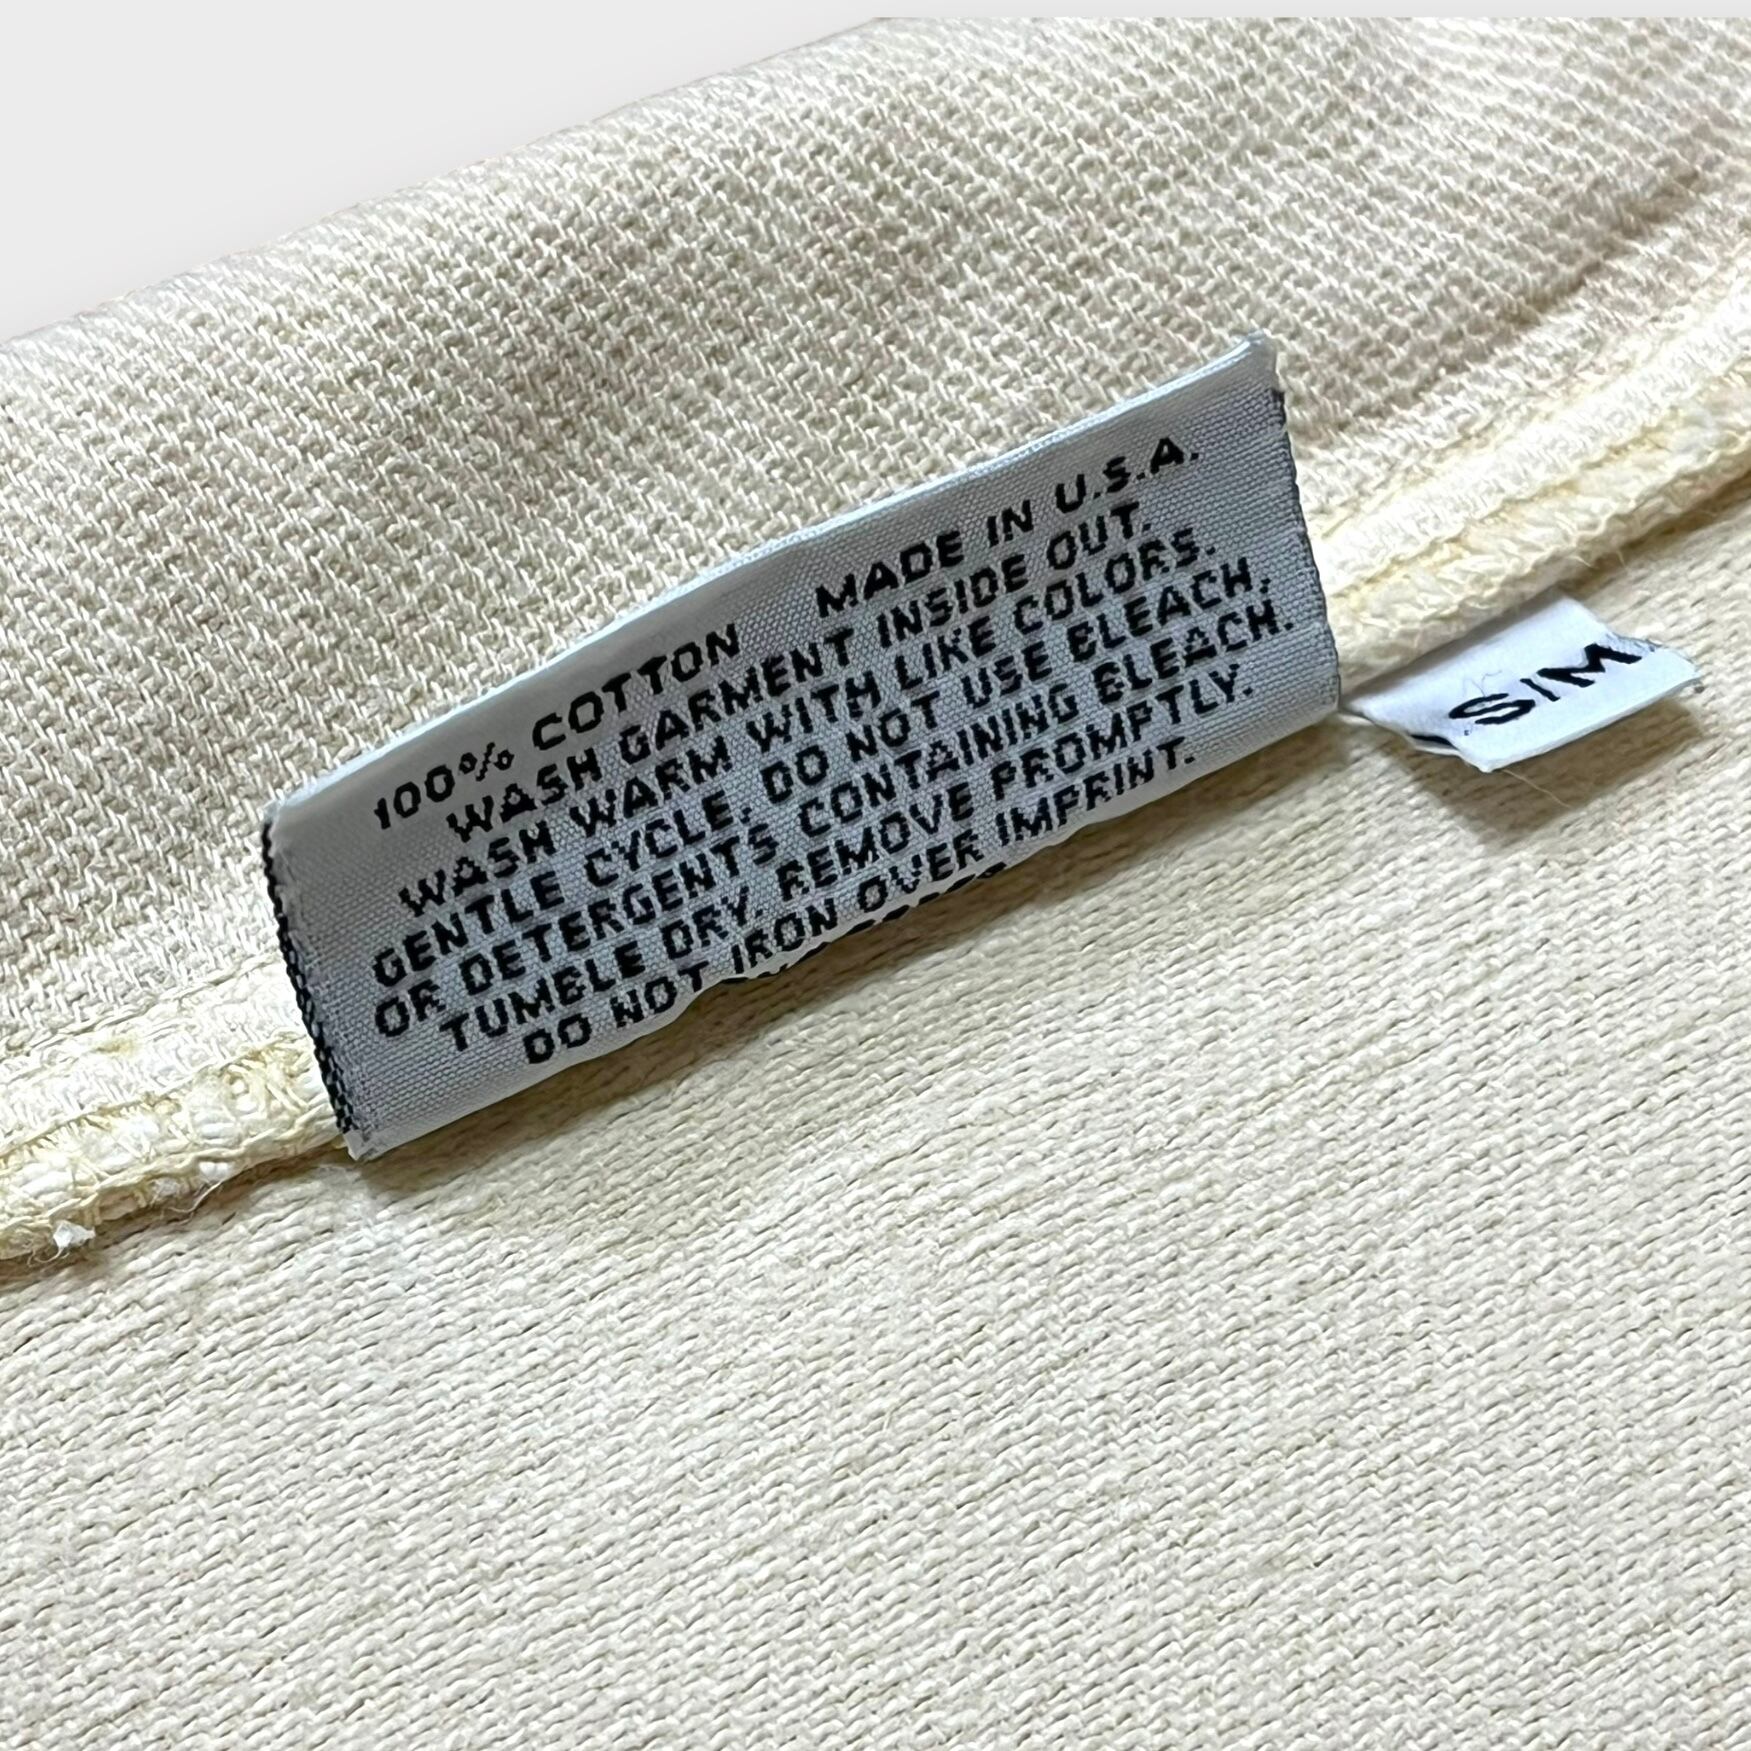 100% COTTON MADE IN U.S.A.
WASH GARMENT INSIDE OUT.
WASH WARM WITH LIKE COLORS.
GENTLE CYCLE. DO NOT USE BLEACH,
OR DETERGENTS CONTAINING BLEACH.
TUMBLE DRY. REMOVE PROMPTLY.
DO NOT IRON OVER IMPRINT.
S/M